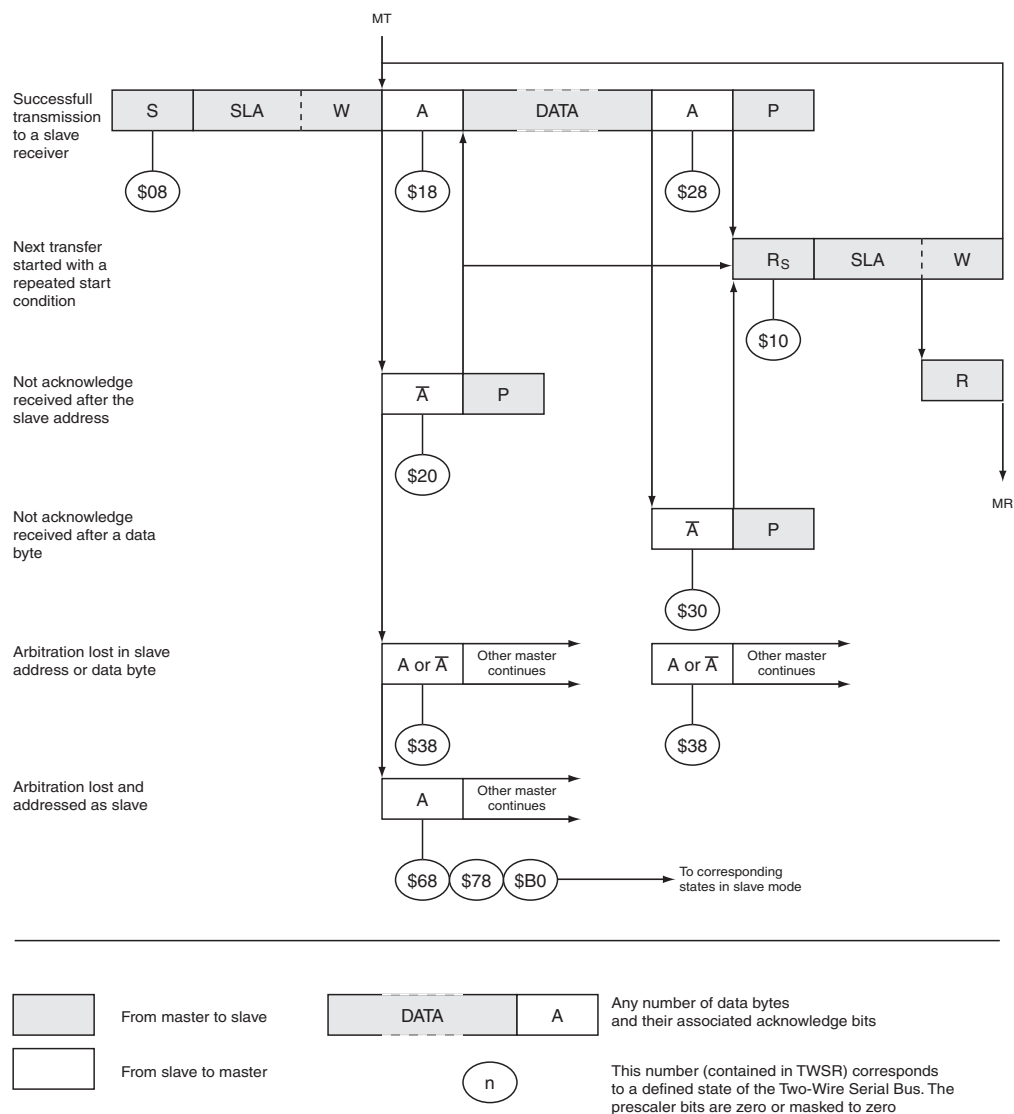 MT
Successfull
transmission
to a slave
receiver
S SLA W A DATA A P
$08 $18 $28
Next transfer
started with a
repeated start
condition
RS SLA W
$10
Not acknowledge
received after the
slave address
A̅ P
R
$20
MR
Not acknowledge
received after a data
byte
A̅ P
$30
Arbitration lost in slave
address or data byte
A or A̅ Other master
continues
A or A̅ Other master
continues
$38 $38
Arbitration lost and
addressed as slave
A Other master
continues
$68 $78 $B0
To corresponding
states in slave mode
From master to slave
DATA A
Any number of data bytes
and their associated acknowledge bits
From slave to master
n
This number (contained in TWSR) corresponds
to a defined state of the Two-Wire Serial Bus. The
prescaler bits are zero or masked to zero